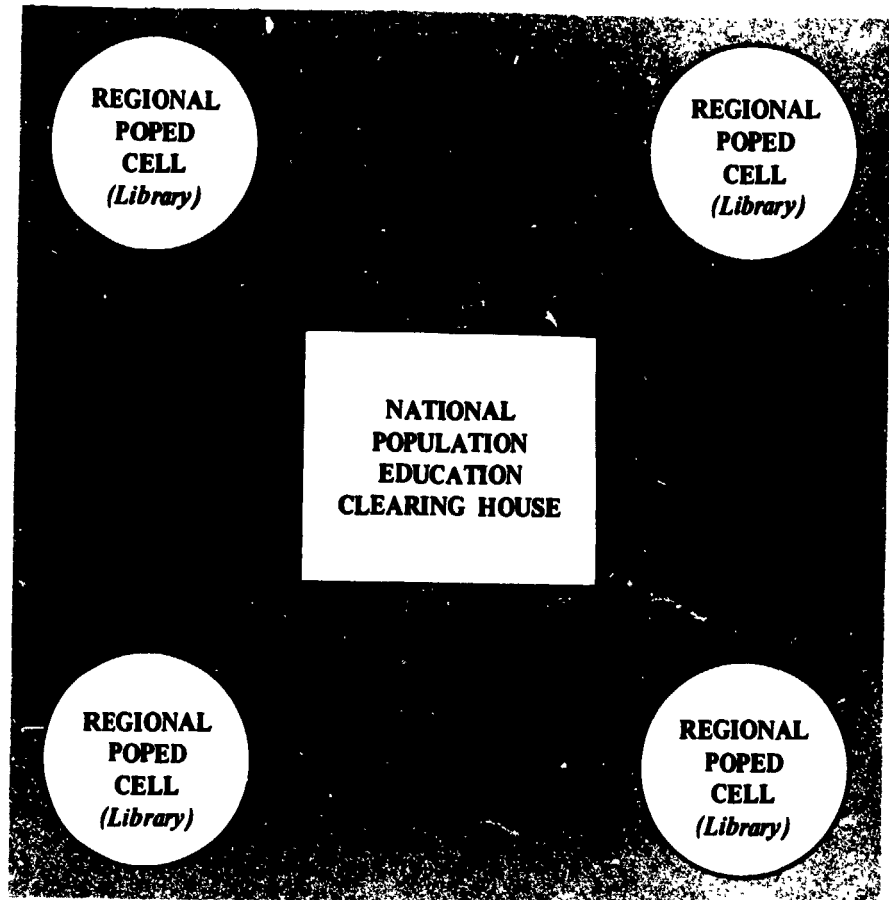 REGIONAL
POPED
CELL
(Library)
REGIONAL
POPED
CELL
(Library)
NATIONAL
POPULATION
EDUCATION
CLEARING HOUSE
REGIONAL
POPED
CELL
(Library)
REGIONAL
POPED
CELL
(Library)